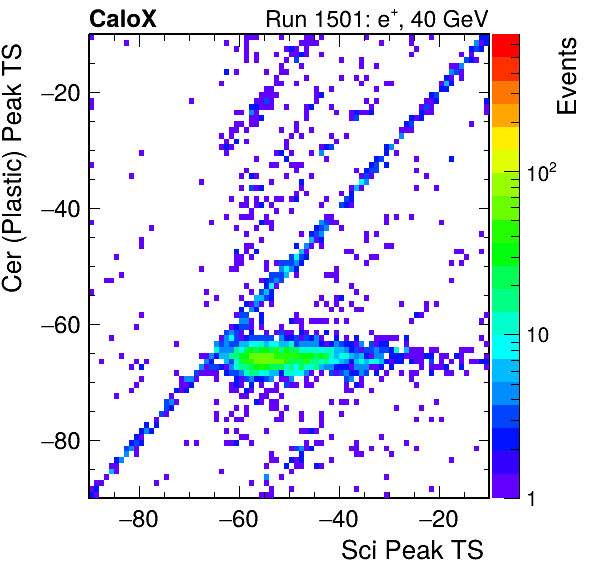 CaloX Run 1501: e+, 40 GeV
Cer (Plastic) Peak TS
−20
−40
−60
−80
−80 −60 −40 −20
Sci Peak TS
Events
10²
10
1